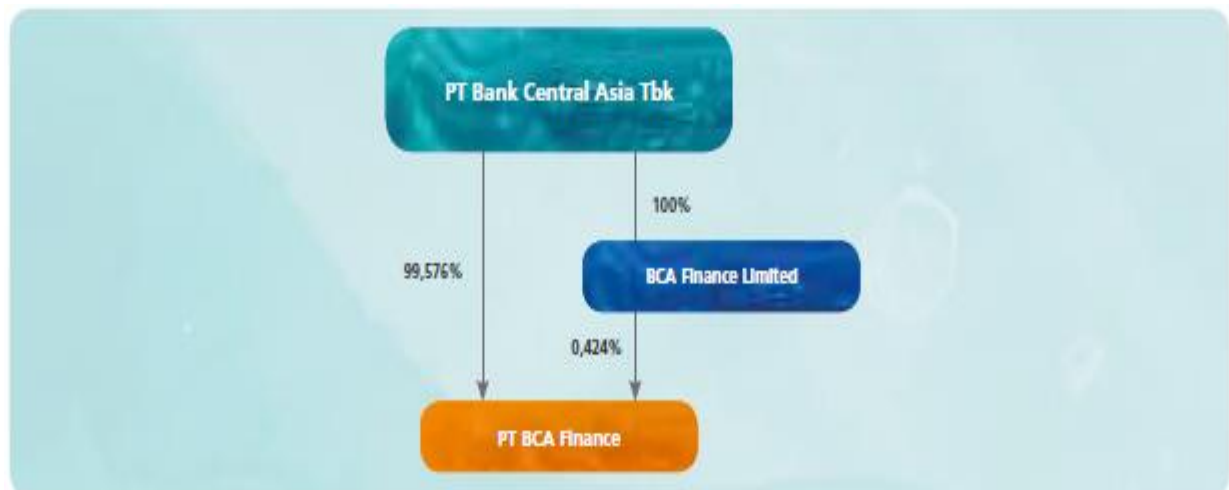 PT Bank Central Asia Tbk
100%
99,576%
BCA Finance Limited
0,424%
PT BCA Finance